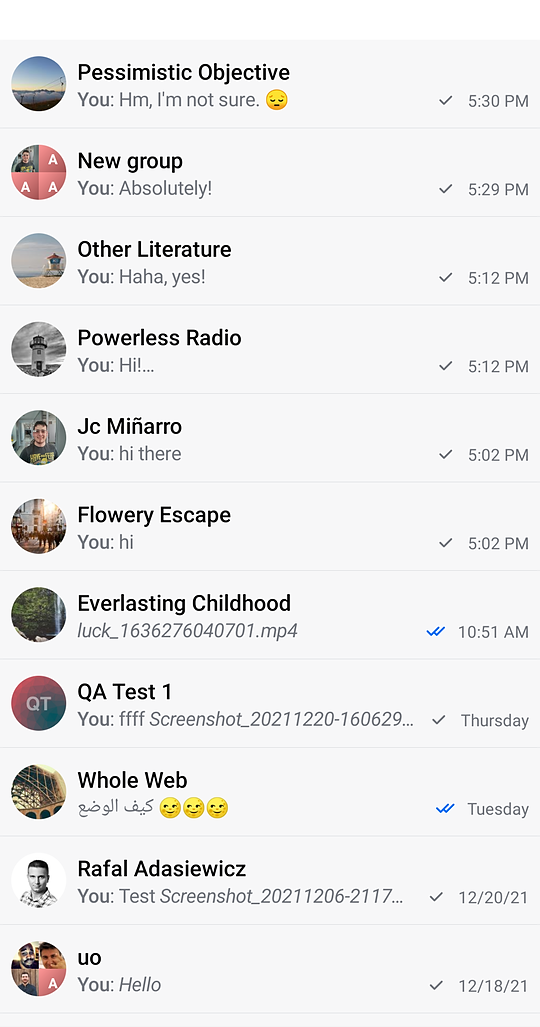 Pessimistic Objective
You: Hm, I'm not sure. 😔
✓ 5:30 PM
A
A A
New group
You: Absolutely!
✓ 5:29 PM
Other Literature
You: Haha, yes!
✓ 5:12 PM
Powerless Radio
You: Hi!...
✓ 5:12 PM
Jc Miñarro
You: hi there
✓ 5:02 PM
Flowery Escape
You: hi
✓ 5:02 PM
Everlasting Childhood
luck_1636276040701.mp4
10:51 AM
QT
QA Test 1
You: ffff Screenshot_20211220-160629...
✓ Thursday
Whole Web
كيف الوضع 🌝🌝🌝
Tuesday
Rafal Adasiewicz
You: Test Screenshot_20211206-2117...
✓ 12/20/21
A
uo
You: Hello
✓ 12/18/21